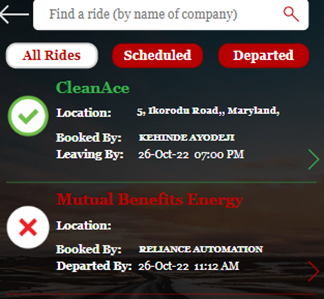 Find a ride (by name of company)
All Rides Scheduled Departed
CleanAce
Location: 5, Ikorodu Road,, Maryland,
Booked By: KEHINDE AYODEJI
Leaving By: 26-Oct-22 07:00 PM
Mutual Benefits Energy
Location:
Booked By: RELIANCE AUTOMATION
Departed By: 26-Oct-22 11:12 AM